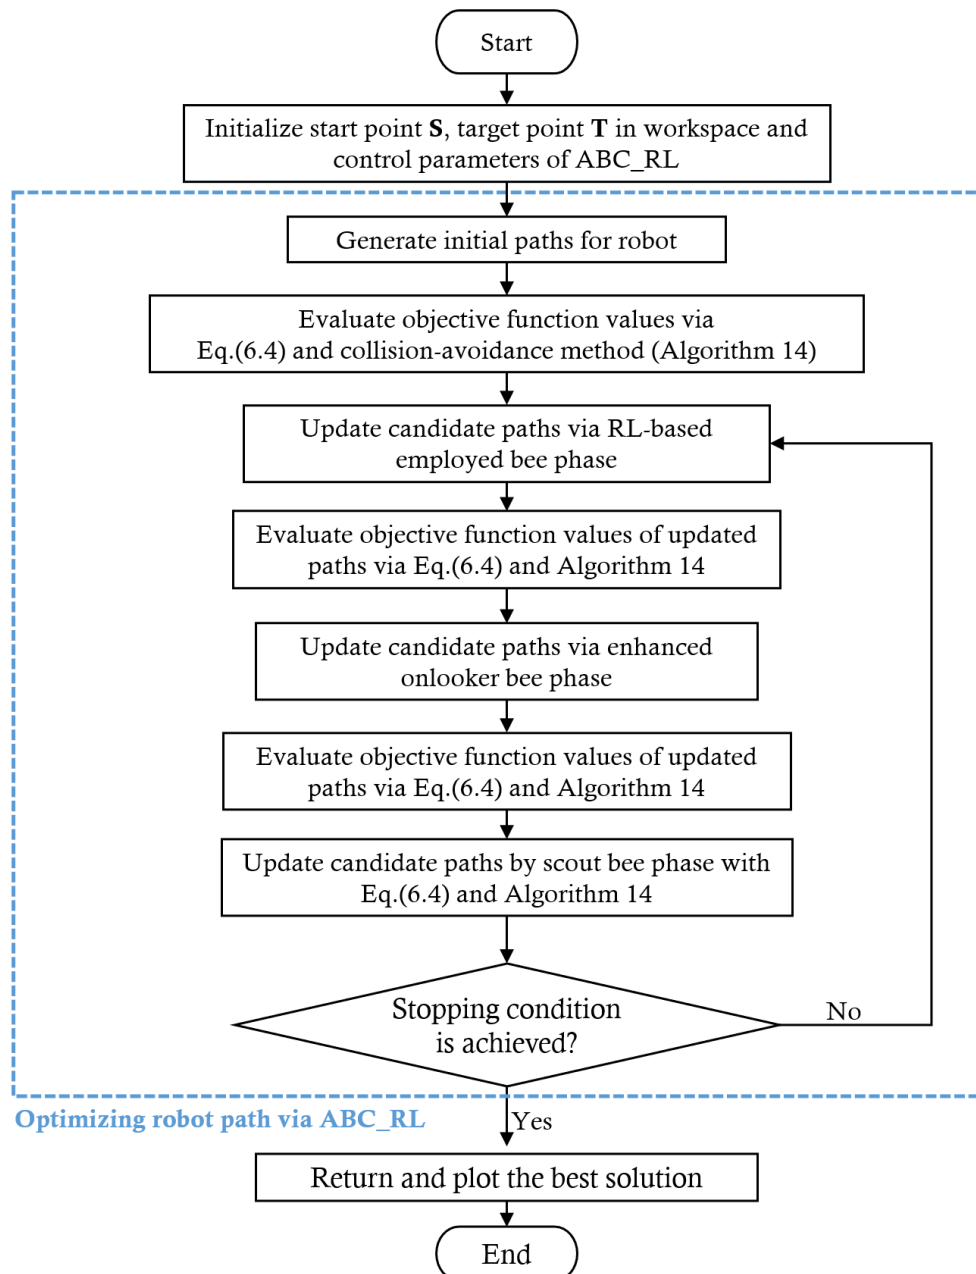 Start
Initialize start point S, target point T in workspace and
control parameters of ABC_RL
Generate initial paths for robot
Evaluate objective function values via
Eq.(6.4) and collision-avoidance method (Algorithm 14)
Update candidate paths via RL-based
employed bee phase
Evaluate objective function values of updated
paths via Eq.(6.4) and Algorithm 14
Update candidate paths via enhanced
onlooker bee phase
Evaluate objective function values of updated
paths via Eq.(6.4) and Algorithm 14
Update candidate paths by scout bee phase with
Eq.(6.4) and Algorithm 14
Stopping condition
is achieved?
No
Optimizing robot path via ABC_RL
Yes
Return and plot the best solution
End